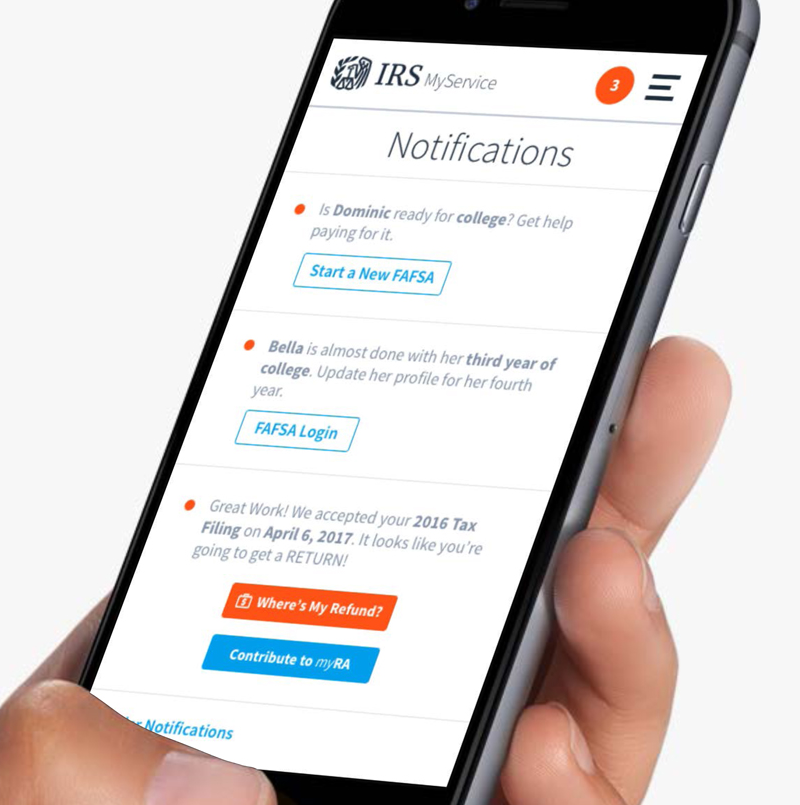 IRS MyService
3
Notifications
Is Dominic ready for college? Get help
paying for it.
Start a New FAFSA
Bella is almost done with her third year of
college. Update her profile for her fourth
year.
FAFSA Login
Great Work! We accepted your 2016 Tax
Filing on April 6, 2017. It looks like you're
going to get a RETURN!
Where's My Refund?
Contribute to myRA
Notifications